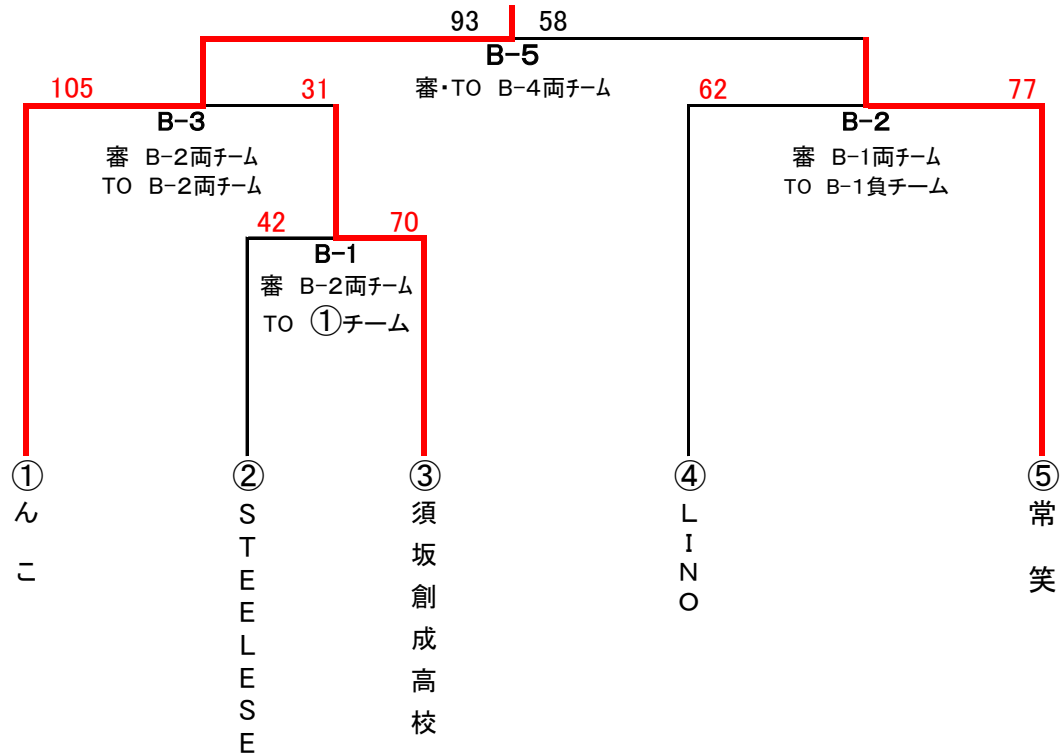 93 58
B-5
審・TO B-4両チーム
105 31
B-3
審 B-2両チーム
TO B-2両チーム
62 77
B-2
審 B-1両チーム
TO B-1負チーム
42 70
B-1
審 B-2両チーム
TO ①チーム
① んこ
② STEELESE
③ 須坂創成高校
④ LINO
⑤ 常笑